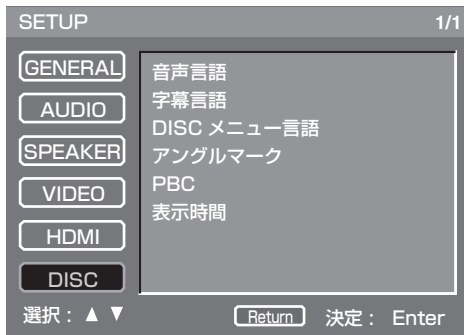 SETUP 1/1
GENERAL
AUDIO
SPEAKER
VIDEO
HDMI
DISC
音声言語
字幕言語
DISC メニュー言語
アングルマーク
PBC
表示時間
選択： ▲ ▼ Return 決定： Enter